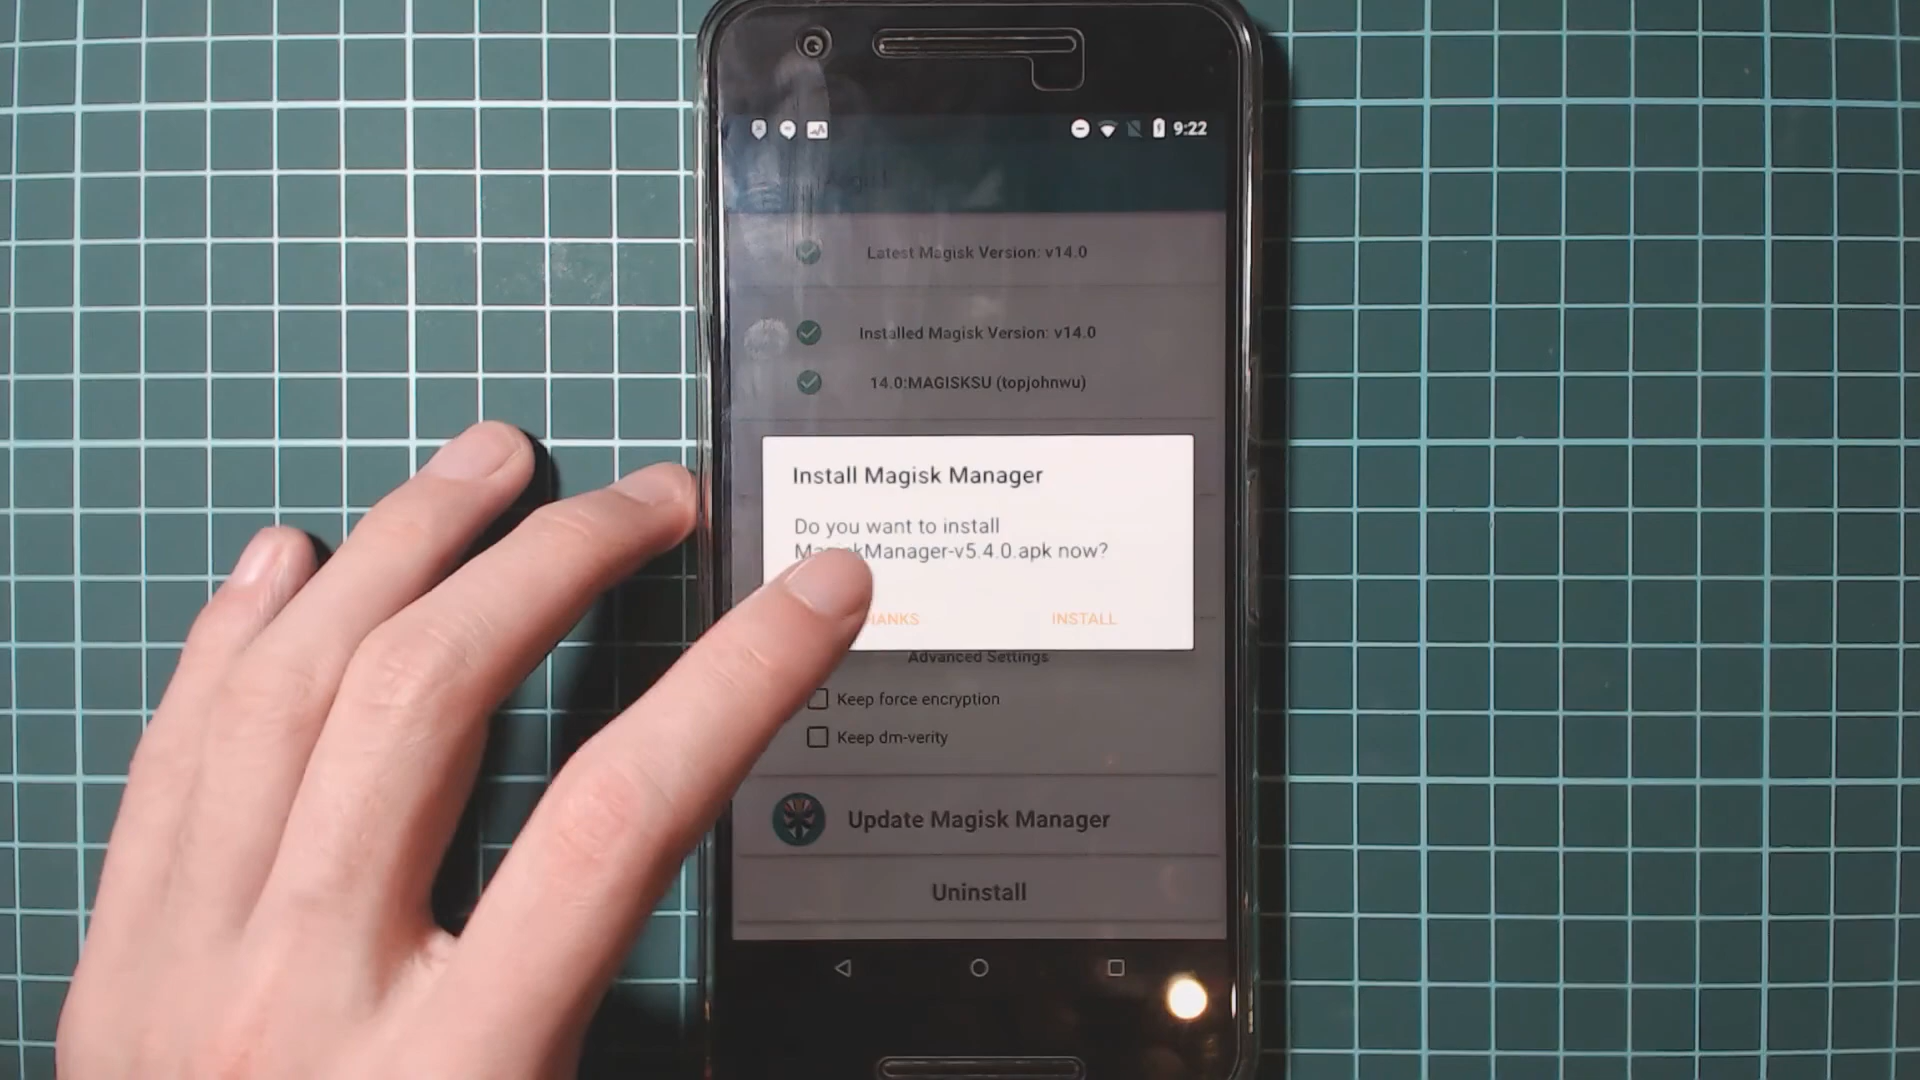 9:22
Latest Magisk Version: v14.0
Installed Magisk Version: v14.0
14.0:MAGISKSU (topjohnwu)
Install Magisk Manager
Do you want to install
MagiskManager-v5.4.0.apk now?
INSTALL
Advanced Settings
Keep force encryption
Keep dm-verity
Update Magisk Manager
Uninstall